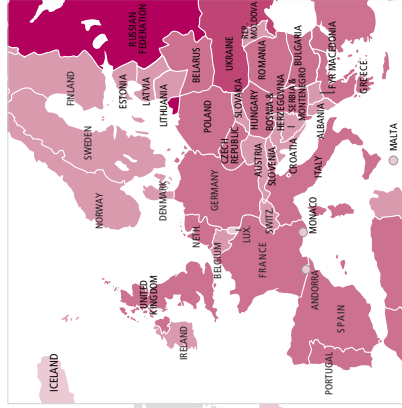 RUSSIAN
FEDERATION
FINLAND
ESTONIA
LATVIA
LITHUANIA
BELARUS
UKRAINE
REP.
MOLDOVA
ROMANIA
BULGARIA
FYR MACEDONIA
GREECE
SWEDEN
POLAND
SLOVAKIA
HUNGARY
BOSNIA &
HERZEGOVINA
SERBIA &
MONTENEGRO
ALBANIA
MALTA
CZECH
REPUBLIC
AUSTRIA
SLOVENIA
CROATIA
ITALY
NORWAY
DENMARK
GERMANY
SWITZ.
MONACO
NETH.
BELGIUM
LUX.
FRANCE
ANDORRA
UNITED
KINGDOM
IRELAND
SPAIN
PORTUGAL
ICELAND